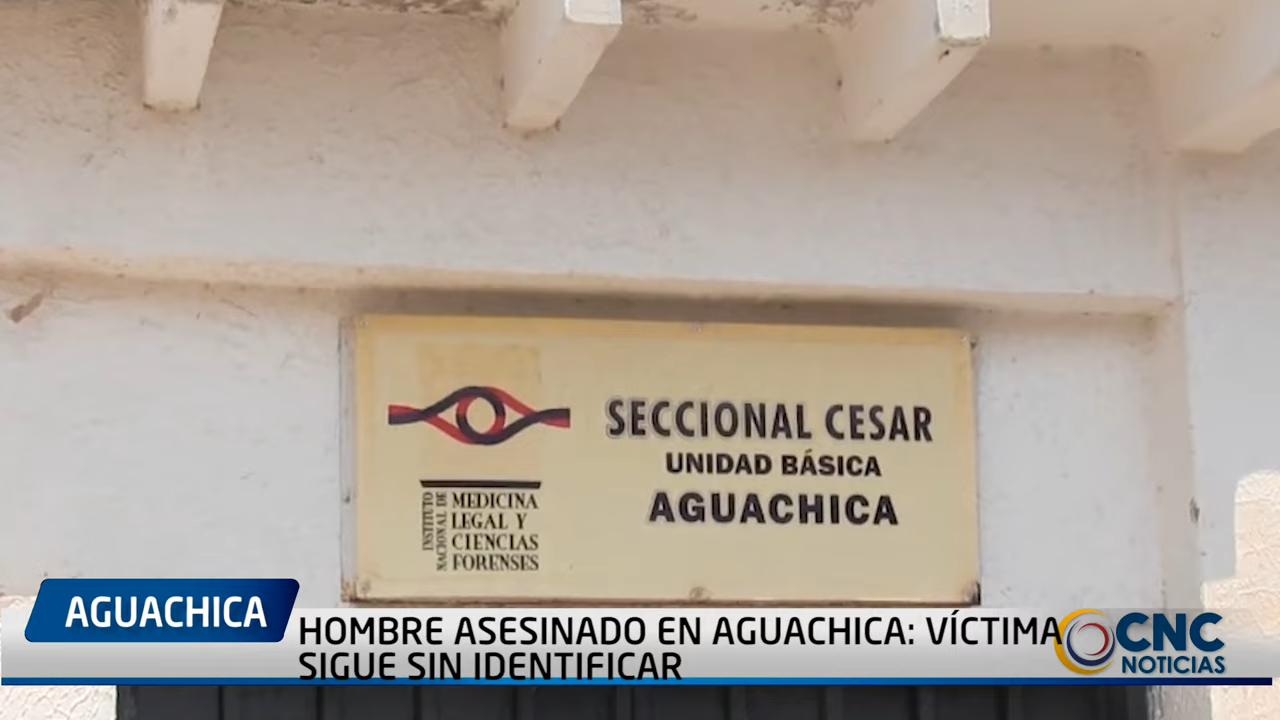 SECCIONAL CESAR
UNIDAD BÁSICA
AGUACHICA
INSTITUTO
NACIONAL DE
MEDICINA
LEGAL Y
CIENCIAS
FORENSES
AGUACHICA
HOMBRE ASESINADO EN AGUACHICA: VÍCTIMA
SIGUE SIN IDENTIFICAR
CNC
NOTICIAS